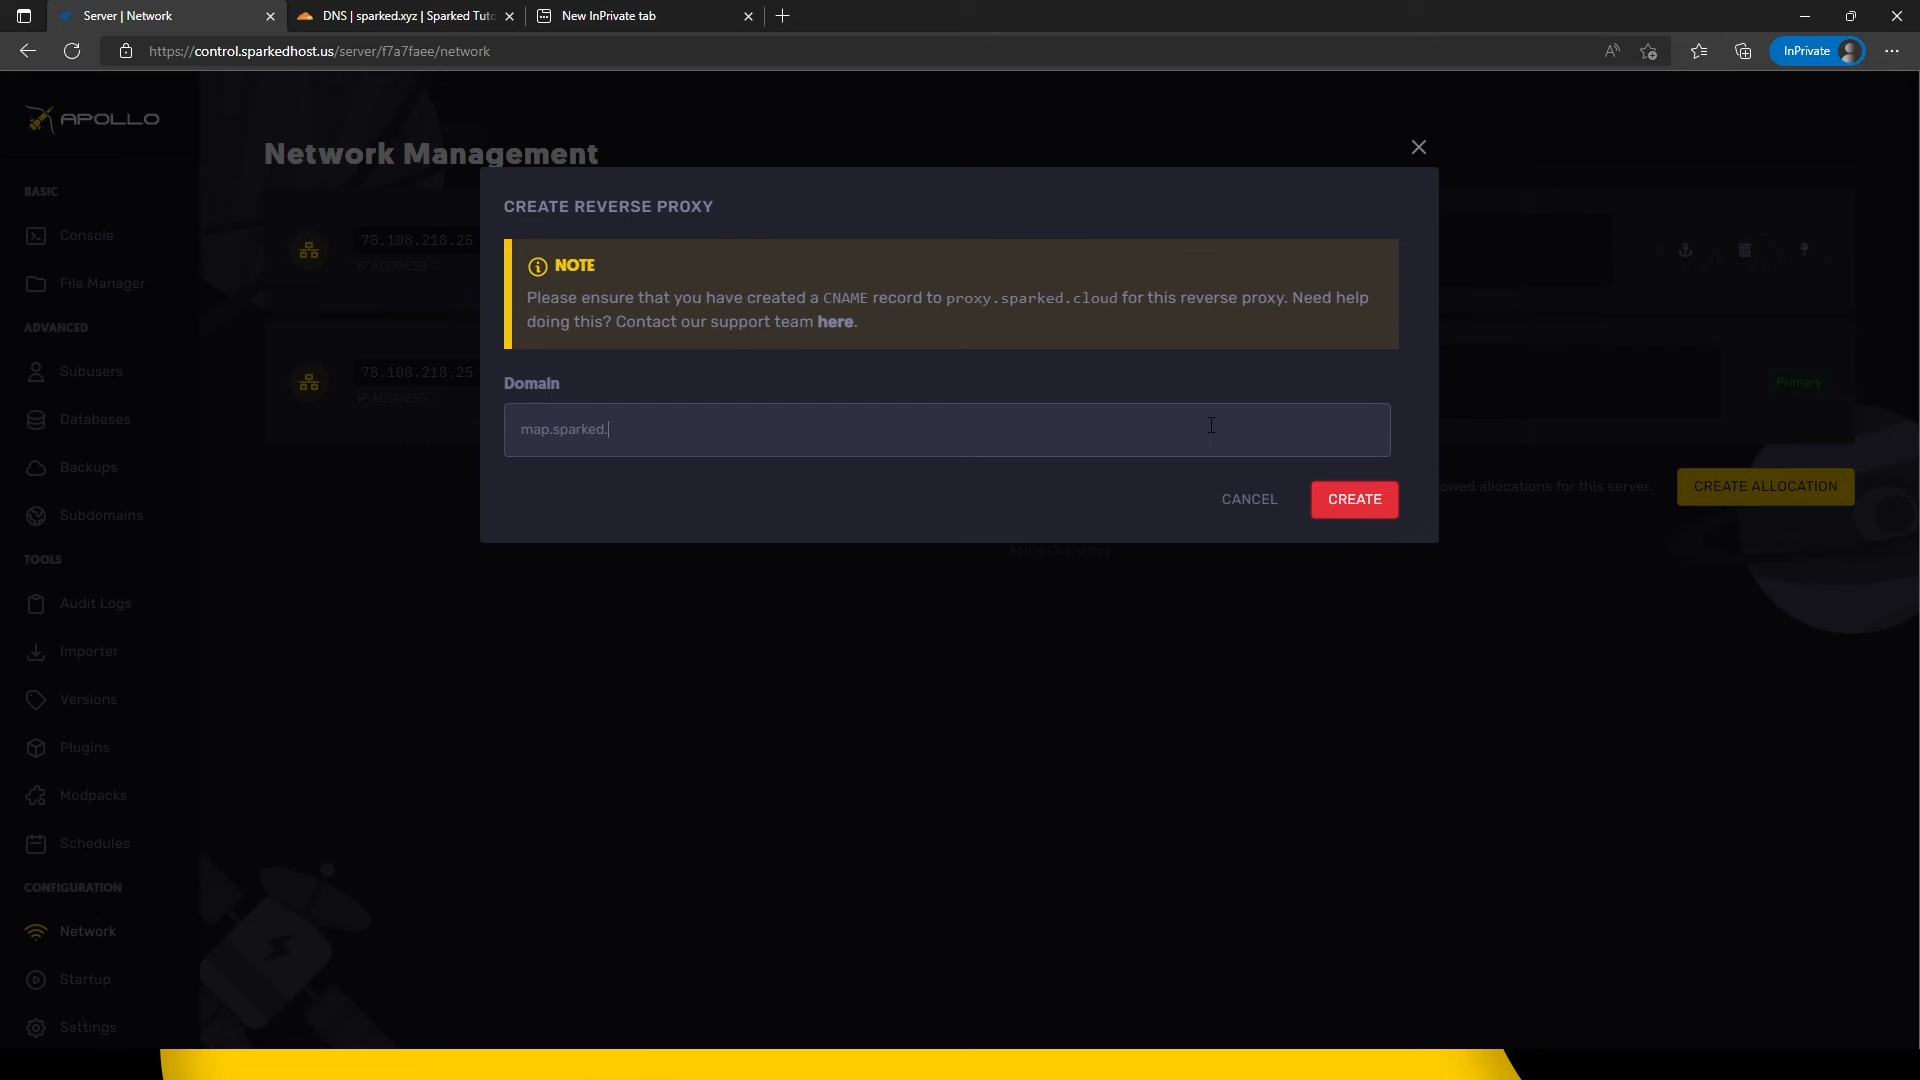 Server | Network
DNS | sparked.xyz | Sparked Tuto
New InPrivate tab
https://control.sparkedhost.us/server/f7a7faee/network
InPrivate
APOLLO
Network Management
BASIC
Console
File Manager
ADVANCED
Subusers
Databases
Backups
Subdomains
TOOLS
Audit Logs
Importer
Versions
Plugins
Modpacks
Schedules
CONFIGURATION
Network
Startup
Settings
78.108.218.25
IP ADDRESS
78.108.218.25
IP ADDRESS
Primary
owed allocations for this server.
CREATE ALLOCATION
CREATE REVERSE PROXY
NOTE
Please ensure that you have created a CNAME record to proxy.sparked.cloud for this reverse proxy. Need help
doing this? Contact our support team here.
Domain
map.sparked.
CANCEL
CREATE
Apollo Changelog